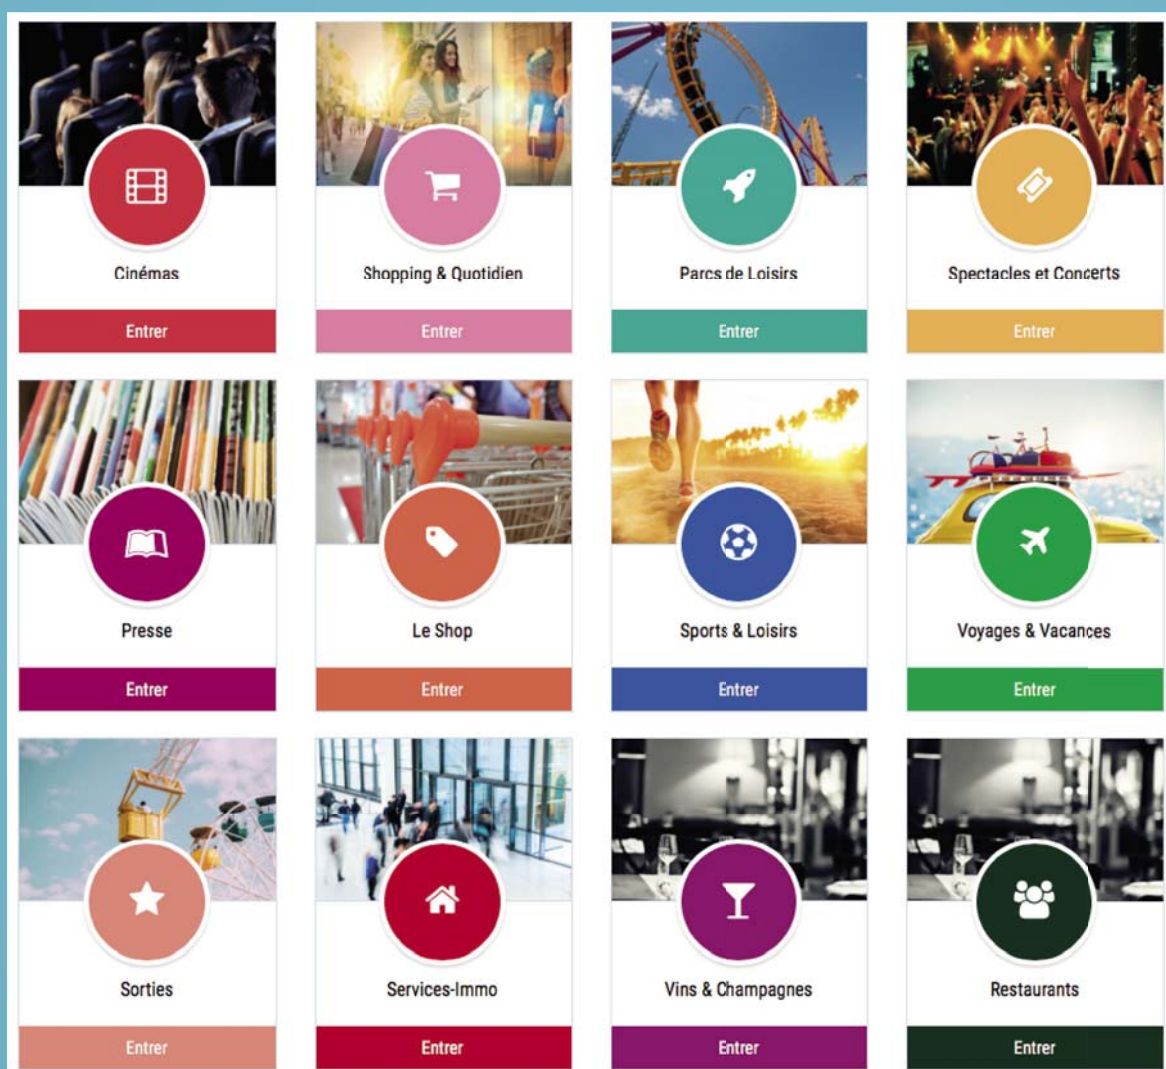 Cinémas
Shopping & Quotidien
Parcs de Loisirs
Spectacles et Concerts
Entrer
Entrer
Entrer
Entrer
Presse
Le Shop
Sports & Loisirs
Voyages & Vacances
Entrer
Entrer
Entrer
Entrer
Sorties
Services-Immo
Vins & Champagnes
Restaurants
Entrer
Entrer
Entrer
Entrer